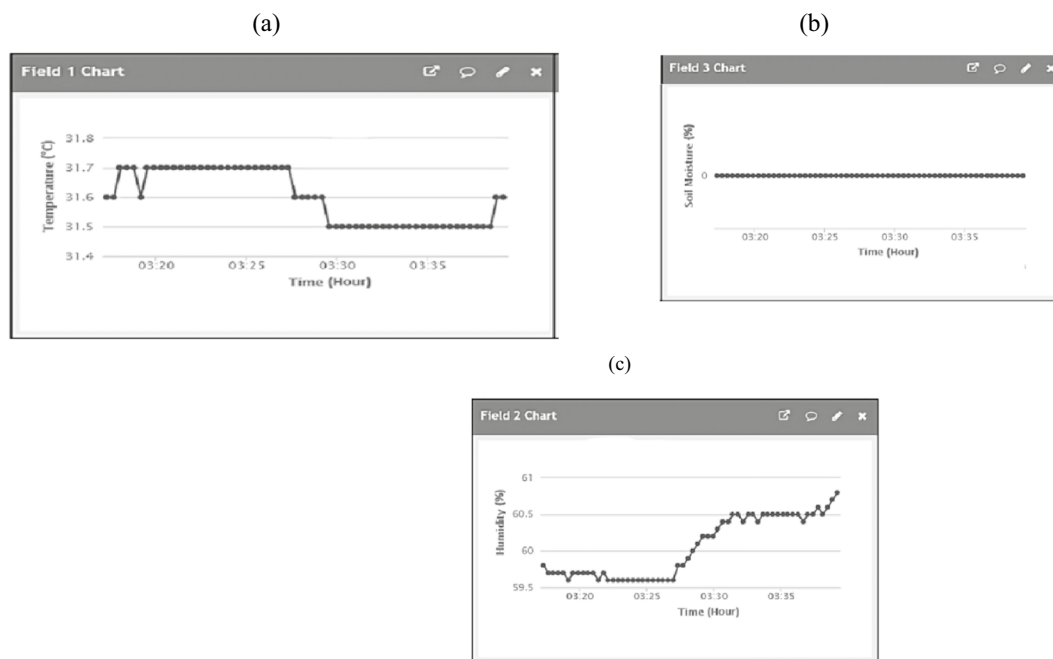 (a)
(b)
Field 1 Chart
Field 3 Chart
Temperature (°C)
31.8
31.7
31.6
31.5
31.4
03:20 03:25 03:30 03:35
Time (Hour)
Soil Moisture (%)
0
03:20 03:25 03:30 03:35
Time (Hour)
(c)
Field 2 Chart
Humidity (%)
61
60.5
60
59.5
03:20 03:25 03:30 03:35
Time (Hour)